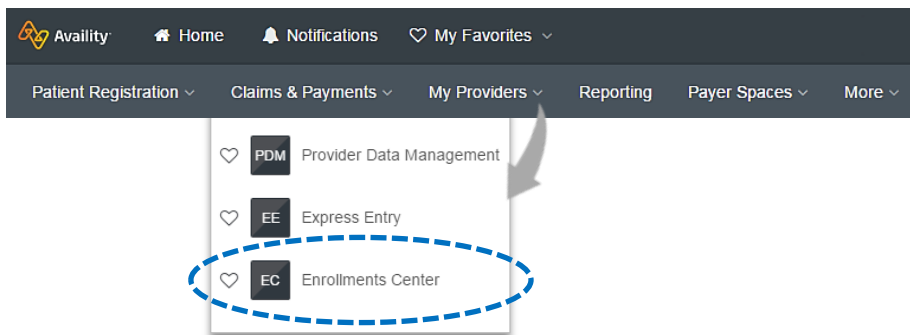 Availity Home Notifications My Favorites
Patient Registration Claims & Payments My Providers Reporting Payer Spaces More
PDM Provider Data Management
EE Express Entry
EC Enrollments Center